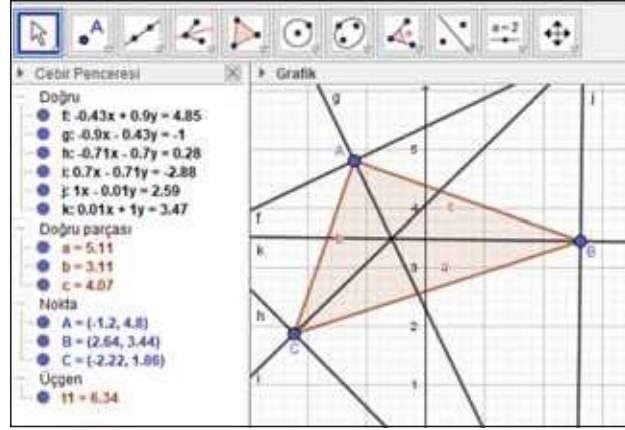 A
a=2
Cebir Penceresi
Grafik
Doğru
f: -0.43x + 0.9y = 4.85
g: -0.9x - 0.43y = -1
h: -0.71x - 0.7y = 0.28
i: 0.7x - 0.71y = -2.88
j: 1x - 0.01y = 2.59
k: 0.01x + 1y = 3.47
Doğru parçası
a = 5.11
b = 3.11
c = 4.07
Nokta
A = (-1.2, 4.8)
B = (2.64, 3.44)
C = (-2.22, 1.86)
Üçgen
t1 = 6.34
g
j
A
5
f
4
c
k
b
B
3
a
h
2
C
i
1